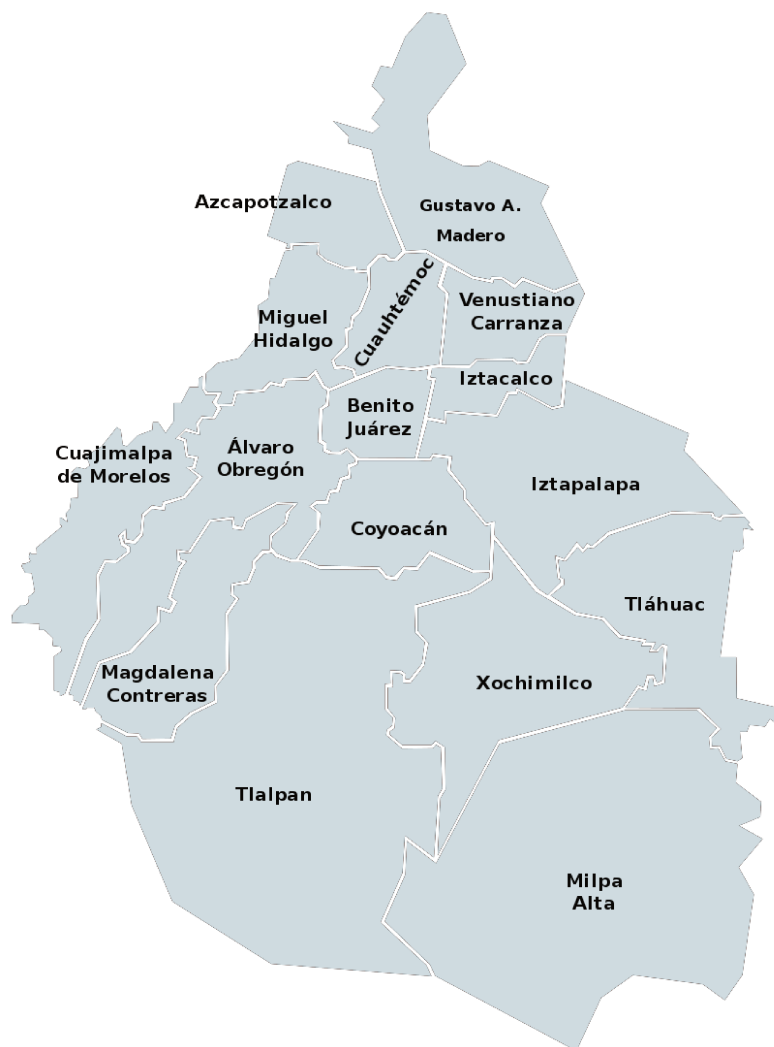 Azcapotzalco
Gustavo A.
Madero
Cuauhtémoc
Venustiano
Carranza
Miguel
Hidalgo
Iztacalco
Benito
Juárez
Cuajimalpa
de Morelos
Álvaro
Obregón
Iztapalapa
Coyoacán
Tláhuac
Magdalena
Contreras
Xochimilco
Tlalpan
Milpa
Alta